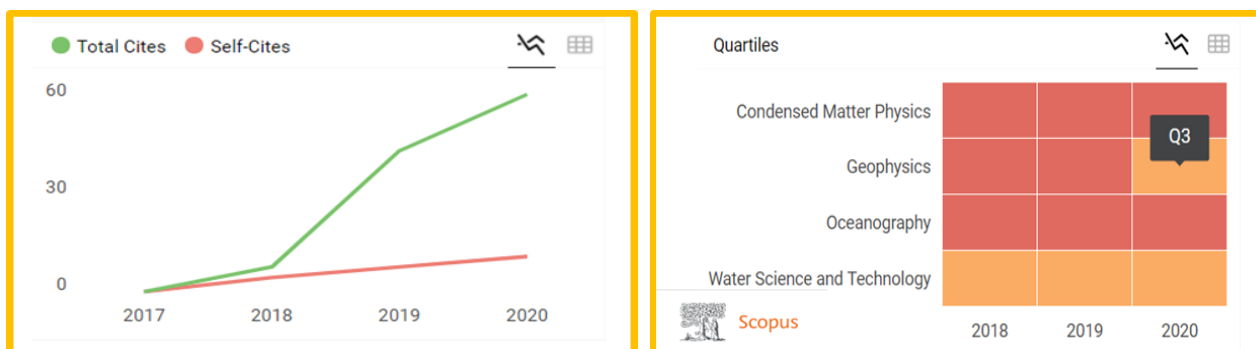 Total Cites Self-Cites
60
30
0
2017 2018 2019 2020
Quartiles
Condensed Matter Physics
Q3
Geophysics
Oceanography
Water Science and Technology
Scopus
2018 2019 2020